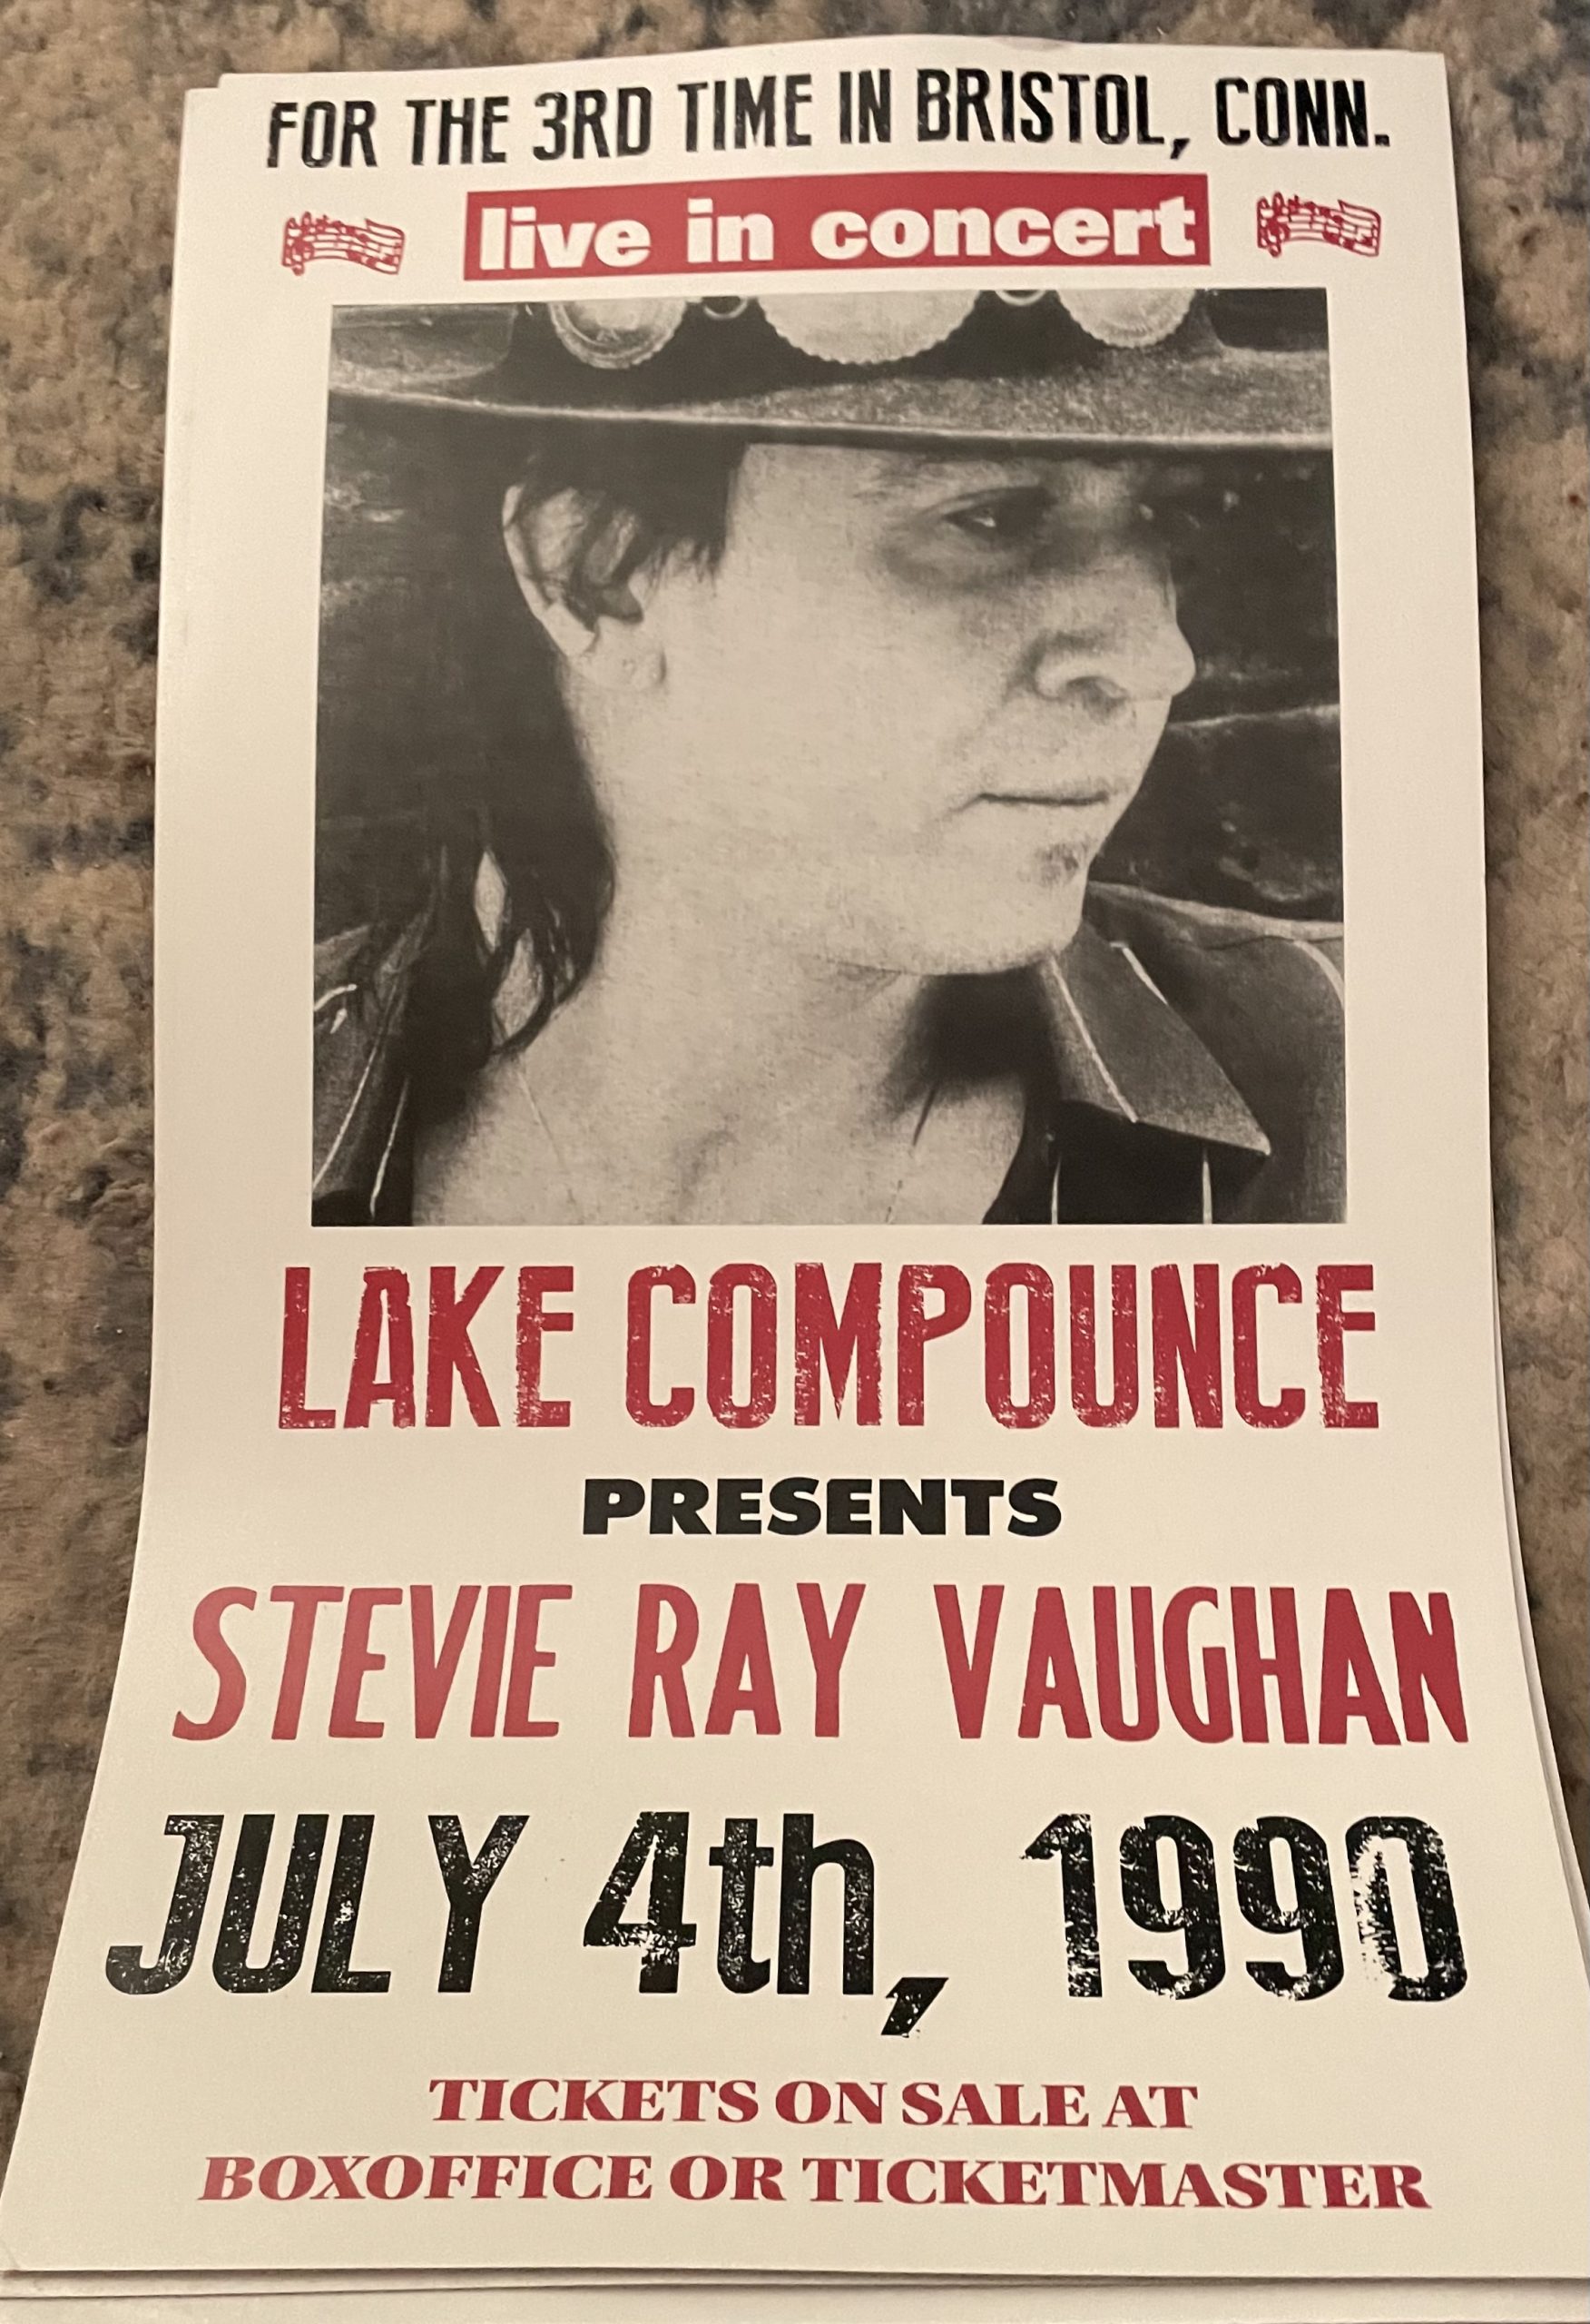 FOR THE 3RD TIME IN BRISTOL, CONN.
live in concert
LAKE COMPOUNCE
PRESENTS
STEVIE RAY VAUGHAN
JULY 4th, 1990
TICKETS ON SALE AT
BOXOFFICE OR TICKETMASTER